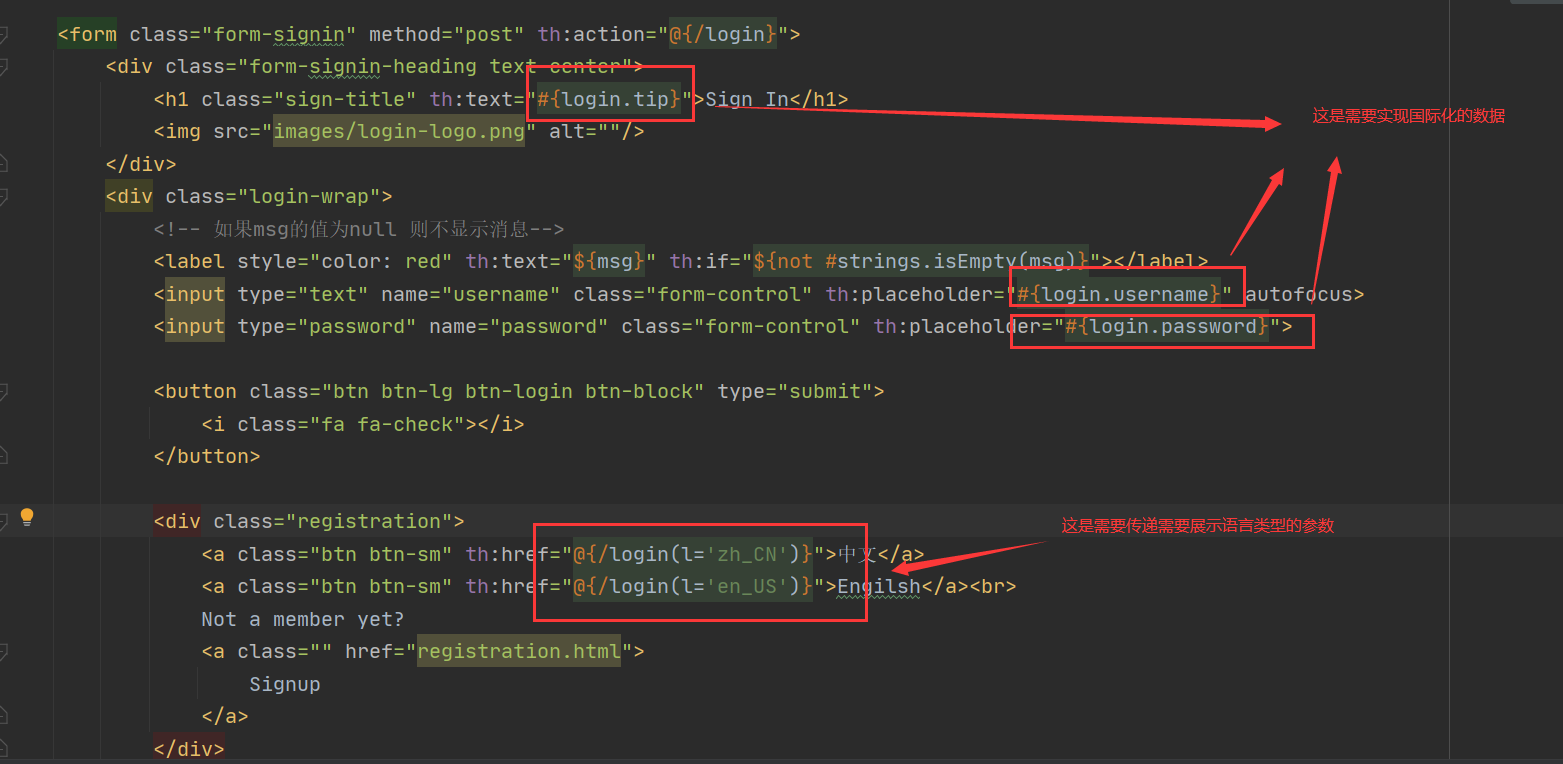 <form class="form-signin" method="post" th:action="@{/login}">
<div class="form-signin-heading text-center">
<h1 class="sign-title" th:text="#{login.tip}">Sign In</h1>
这是需要实现国际化的数据
<img src="images/login-logo.png" alt=""/>
</div>
<div class="login-wrap">
<!-- 如果msg的值为null 则不显示消息-->
<label style="color: red" th:text="${msg}" th:if="${not #strings.isEmpty(msg)}"></label>
<input type="text" name="username" class="form-control" th:placeholder="#{login.username}" autofocus>
<input type="password" name="password" class="form-control" th:placeholder="#{login.password}">
<button class="btn btn-lg btn-login btn-block" type="submit">
<i class="fa fa-check"></i>
</button>
<div class="registration">
这是需要传递需要展示语言类型的参数
<a class="btn btn-sm" th:href="@{/login(l='zh_CN')}">中文</a>
<a class="btn btn-sm" th:href="@{/login(l='en_US')}">Engilsh</a><br>
Not a member yet?
<a class="" href="registration.html">
Signup
</a>
</div>